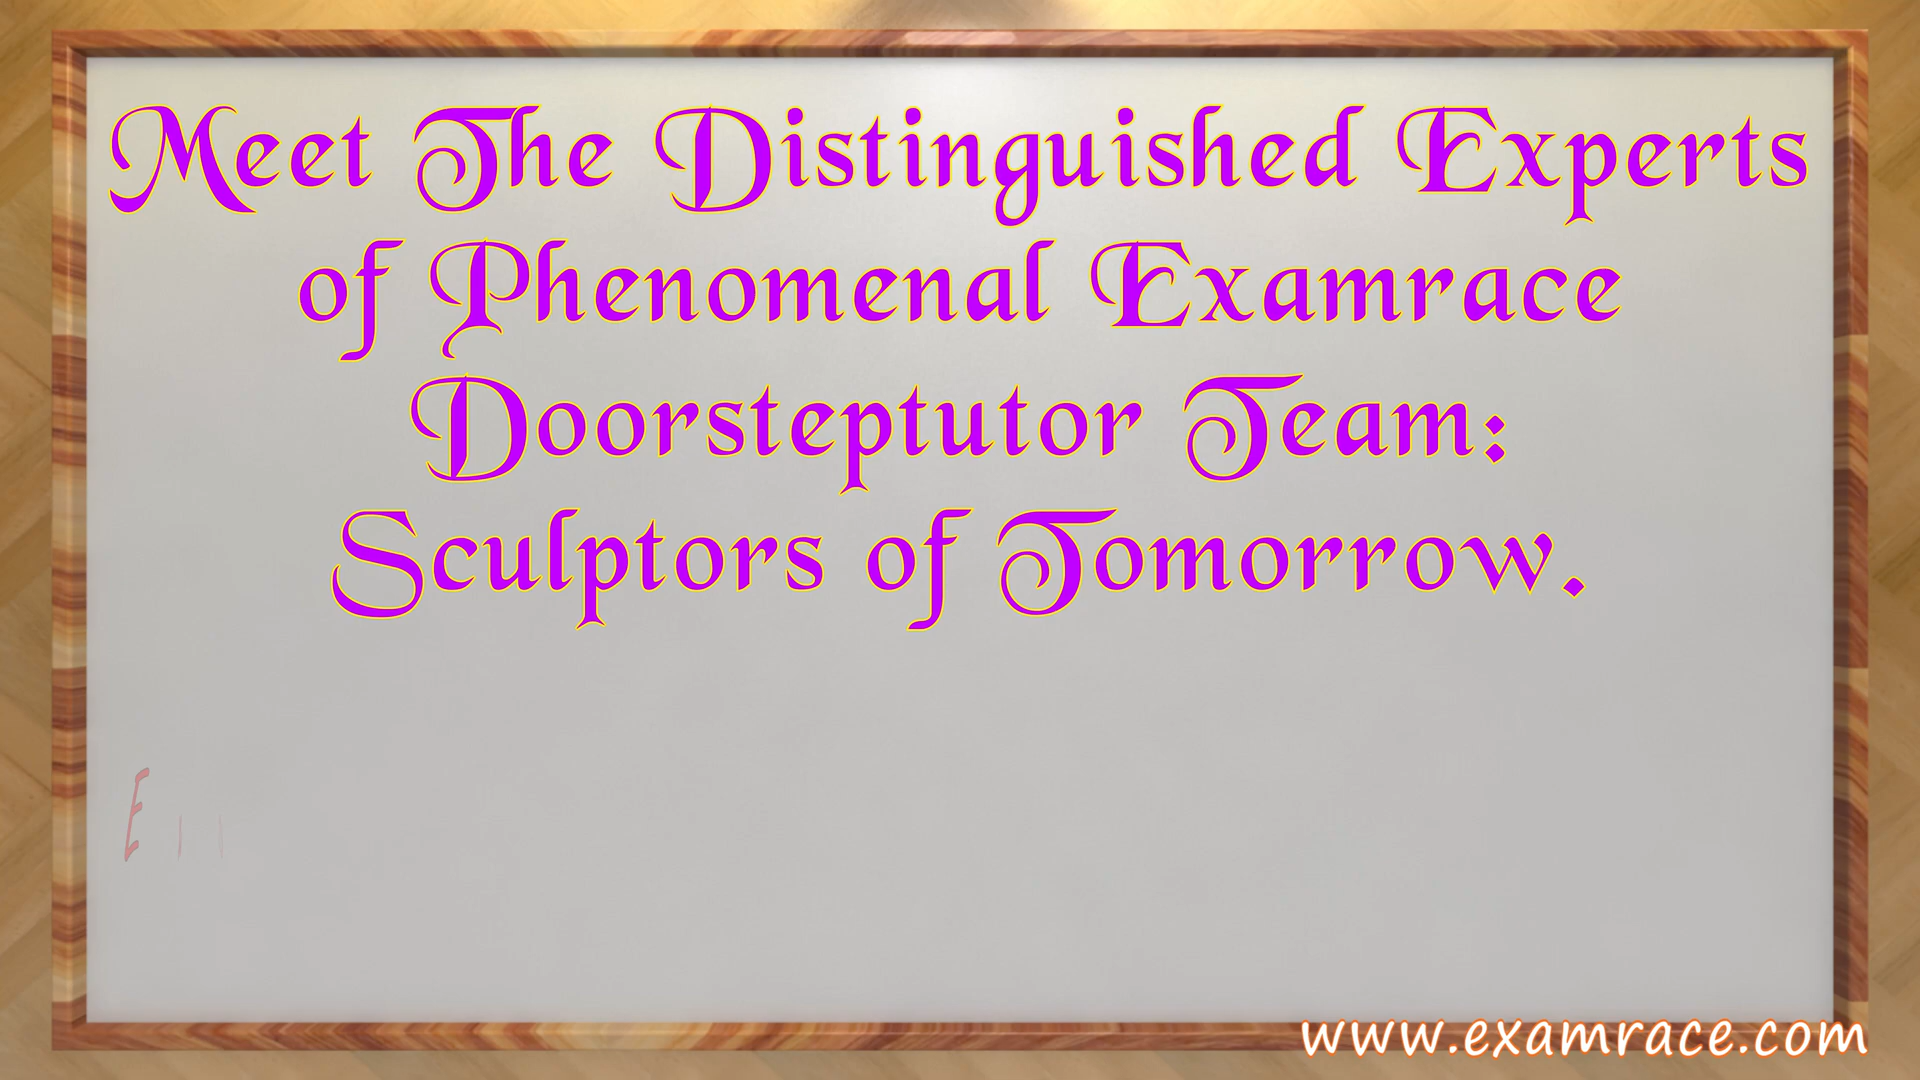 Meet The Distinguished Experts
of Phenomenal Examrace
Doorsteptutor Team:
Sculptors of Tomorrow.
E
www.examrace.com